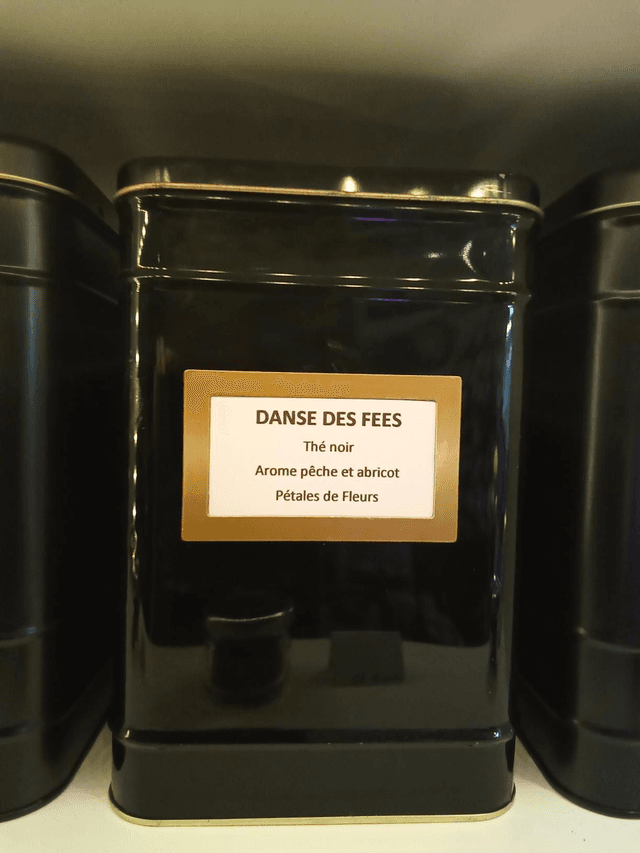 DANSE DES FEES
Thé noir
Arome pêche et abricot
Pétales de Fleurs